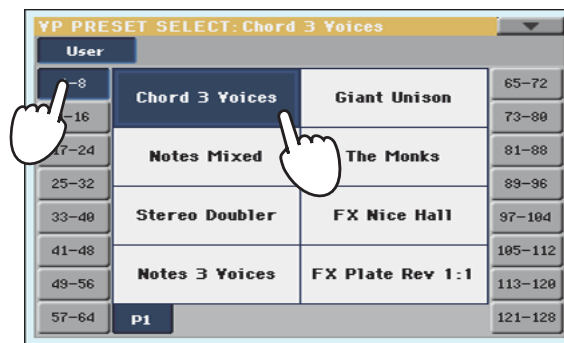 VP PRESET SELECT: Chord 3 Voices
User
-8
-16
17-24
25-32
33-40
41-48
49-56
57-64
Chord 3 Voices
Giant Unison
Notes Mixed
The Monks
Stereo Doubler
FX Nice Hall
Notes 3 Voices
FX Plate Rev 1:1
P1
65-72
73-80
81-88
89-96
97-104
105-112
113-120
121-128